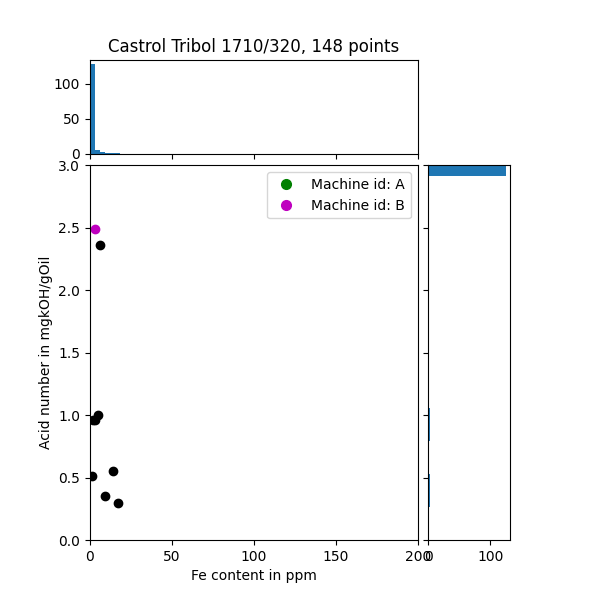 Castrol Tribol 1710/320, 148 points
100
50
0
3.0
2.5
2.0
1.5
1.0
0.5
0.0
Acid number in mgkOH/gOil
Machine id: A
Machine id: B
0 50 100 150 200
0 100
Fe content in ppm